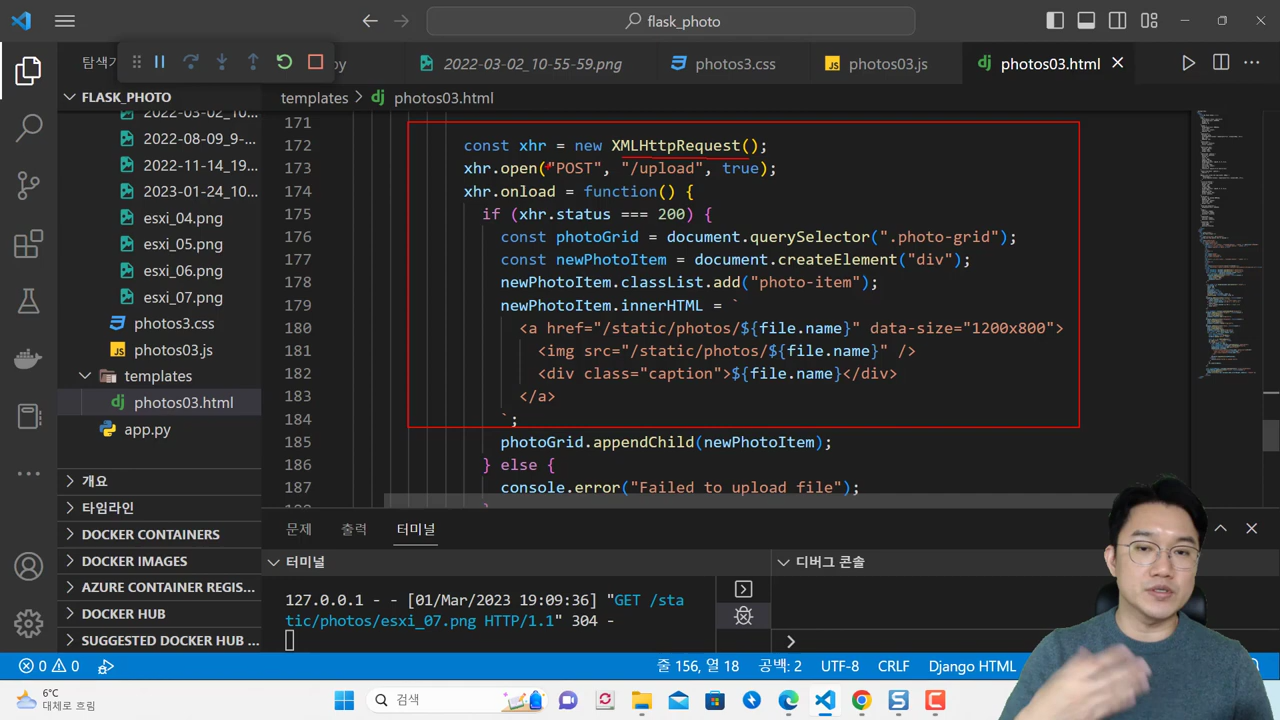 flask_photo
탐색기
py
2022-03-02_10-55-59.png
photos3.css
photos03.js
photos03.html
FLASK_PHOTO
templates > photos03.html
2022-03-02_10...
2022-08-09_9-...
2022-11-14_19...
2023-01-24_10...
esxi_04.png
esxi_05.png
esxi_06.png
esxi_07.png
photos3.css
JS photos03.js
templates
photos03.html
app.py
개요
타임라인
DOCKER CONTAINERS
DOCKER IMAGES
AZURE CONTAINER REGIS...
DOCKER HUB
SUGGESTED DOCKER HUB ...
171
172 const xhr = new XMLHttpRequest();
173 xhr.open("POST", "/upload", true);
174 xhr.onload = function() {
175 if (xhr.status === 200) {
176 const photoGrid = document.querySelector(".photo-grid");
177 const newPhotoItem = document.createElement("div");
178 newPhotoItem.classList.add("photo-item");
179 newPhotoItem.innerHTML = `
180 <a href="/static/photos/${file.name}" data-size="1200x800">
181 <img src="/static/photos/${file.name}" />
182 <div class="caption">${file.name}</div>
183 </a>
184 `;
185 photoGrid.appendChild(newPhotoItem);
186 } else {
187 console.error("Failed to upload file");
문제 출력 터미널
터미널
디버그 콘솔
127.0.0.1 - - [01/Mar/2023 19:09:36] "GET /sta
tic/photos/esxi_07.png HTTP/1.1" 304 -
0 0
줄 156, 열 18 공백: 2 UTF-8 CRLF Django HTML
6°C
대체로 흐림
검색